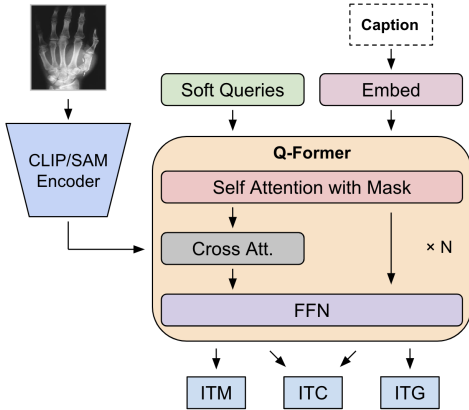 Caption
Soft Queries
Embed
CLIP/SAM
Encoder
Q-Former
Self Attention with Mask
Cross Att.
× N
FFN
ITM
ITC
ITG